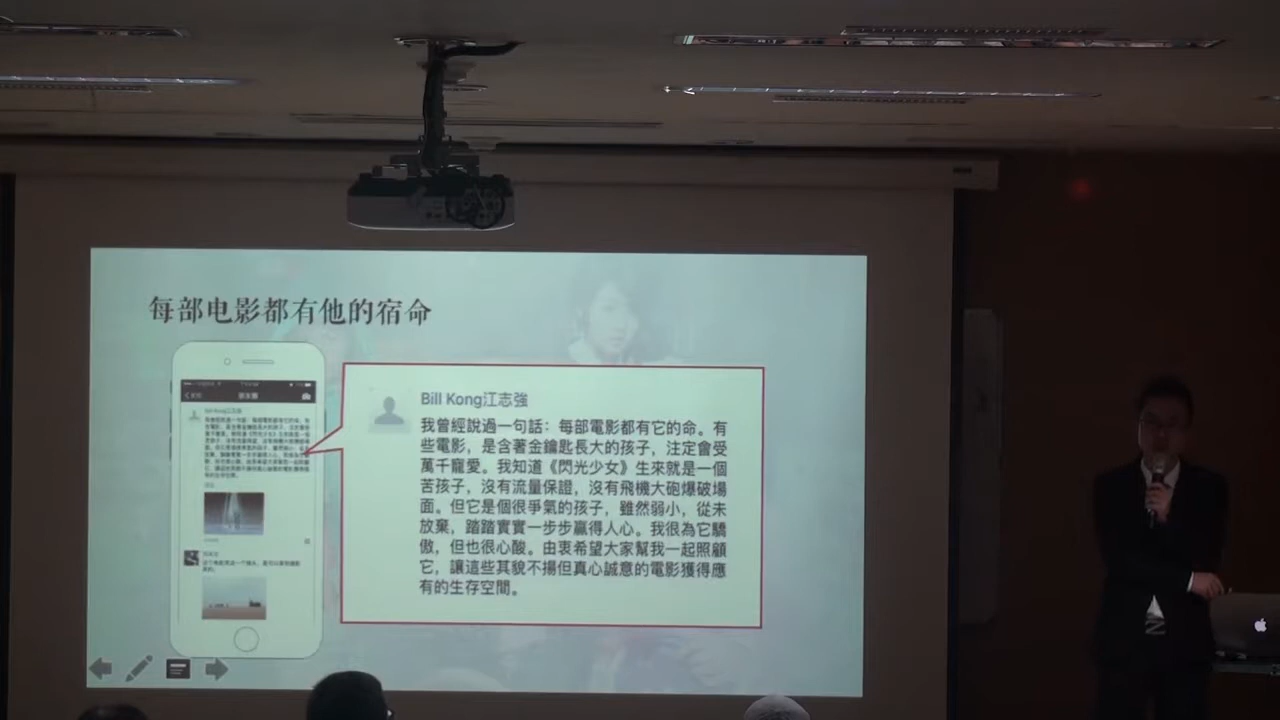 每部电影都有他的宿命
Bill Kong江志強
我曾經說過一句話：每部電影都有它的命。有
些電影，是含著金鑰匙長大的孩子，注定會受
萬千寵愛。我知道《閃光少女》生來就是一個
苦孩子，沒有流量保證，沒有飛機大砲爆破場
面。但它是個很爭氣的孩子，雖然弱小，從未
放棄，踏踏實實一步步贏得人心。我很為它驕
傲，但也很心酸。由衷希望大家幫我一起照顧
它，讓這些其貌不揚但真心誠意的電影獲得應
有的生存空間。